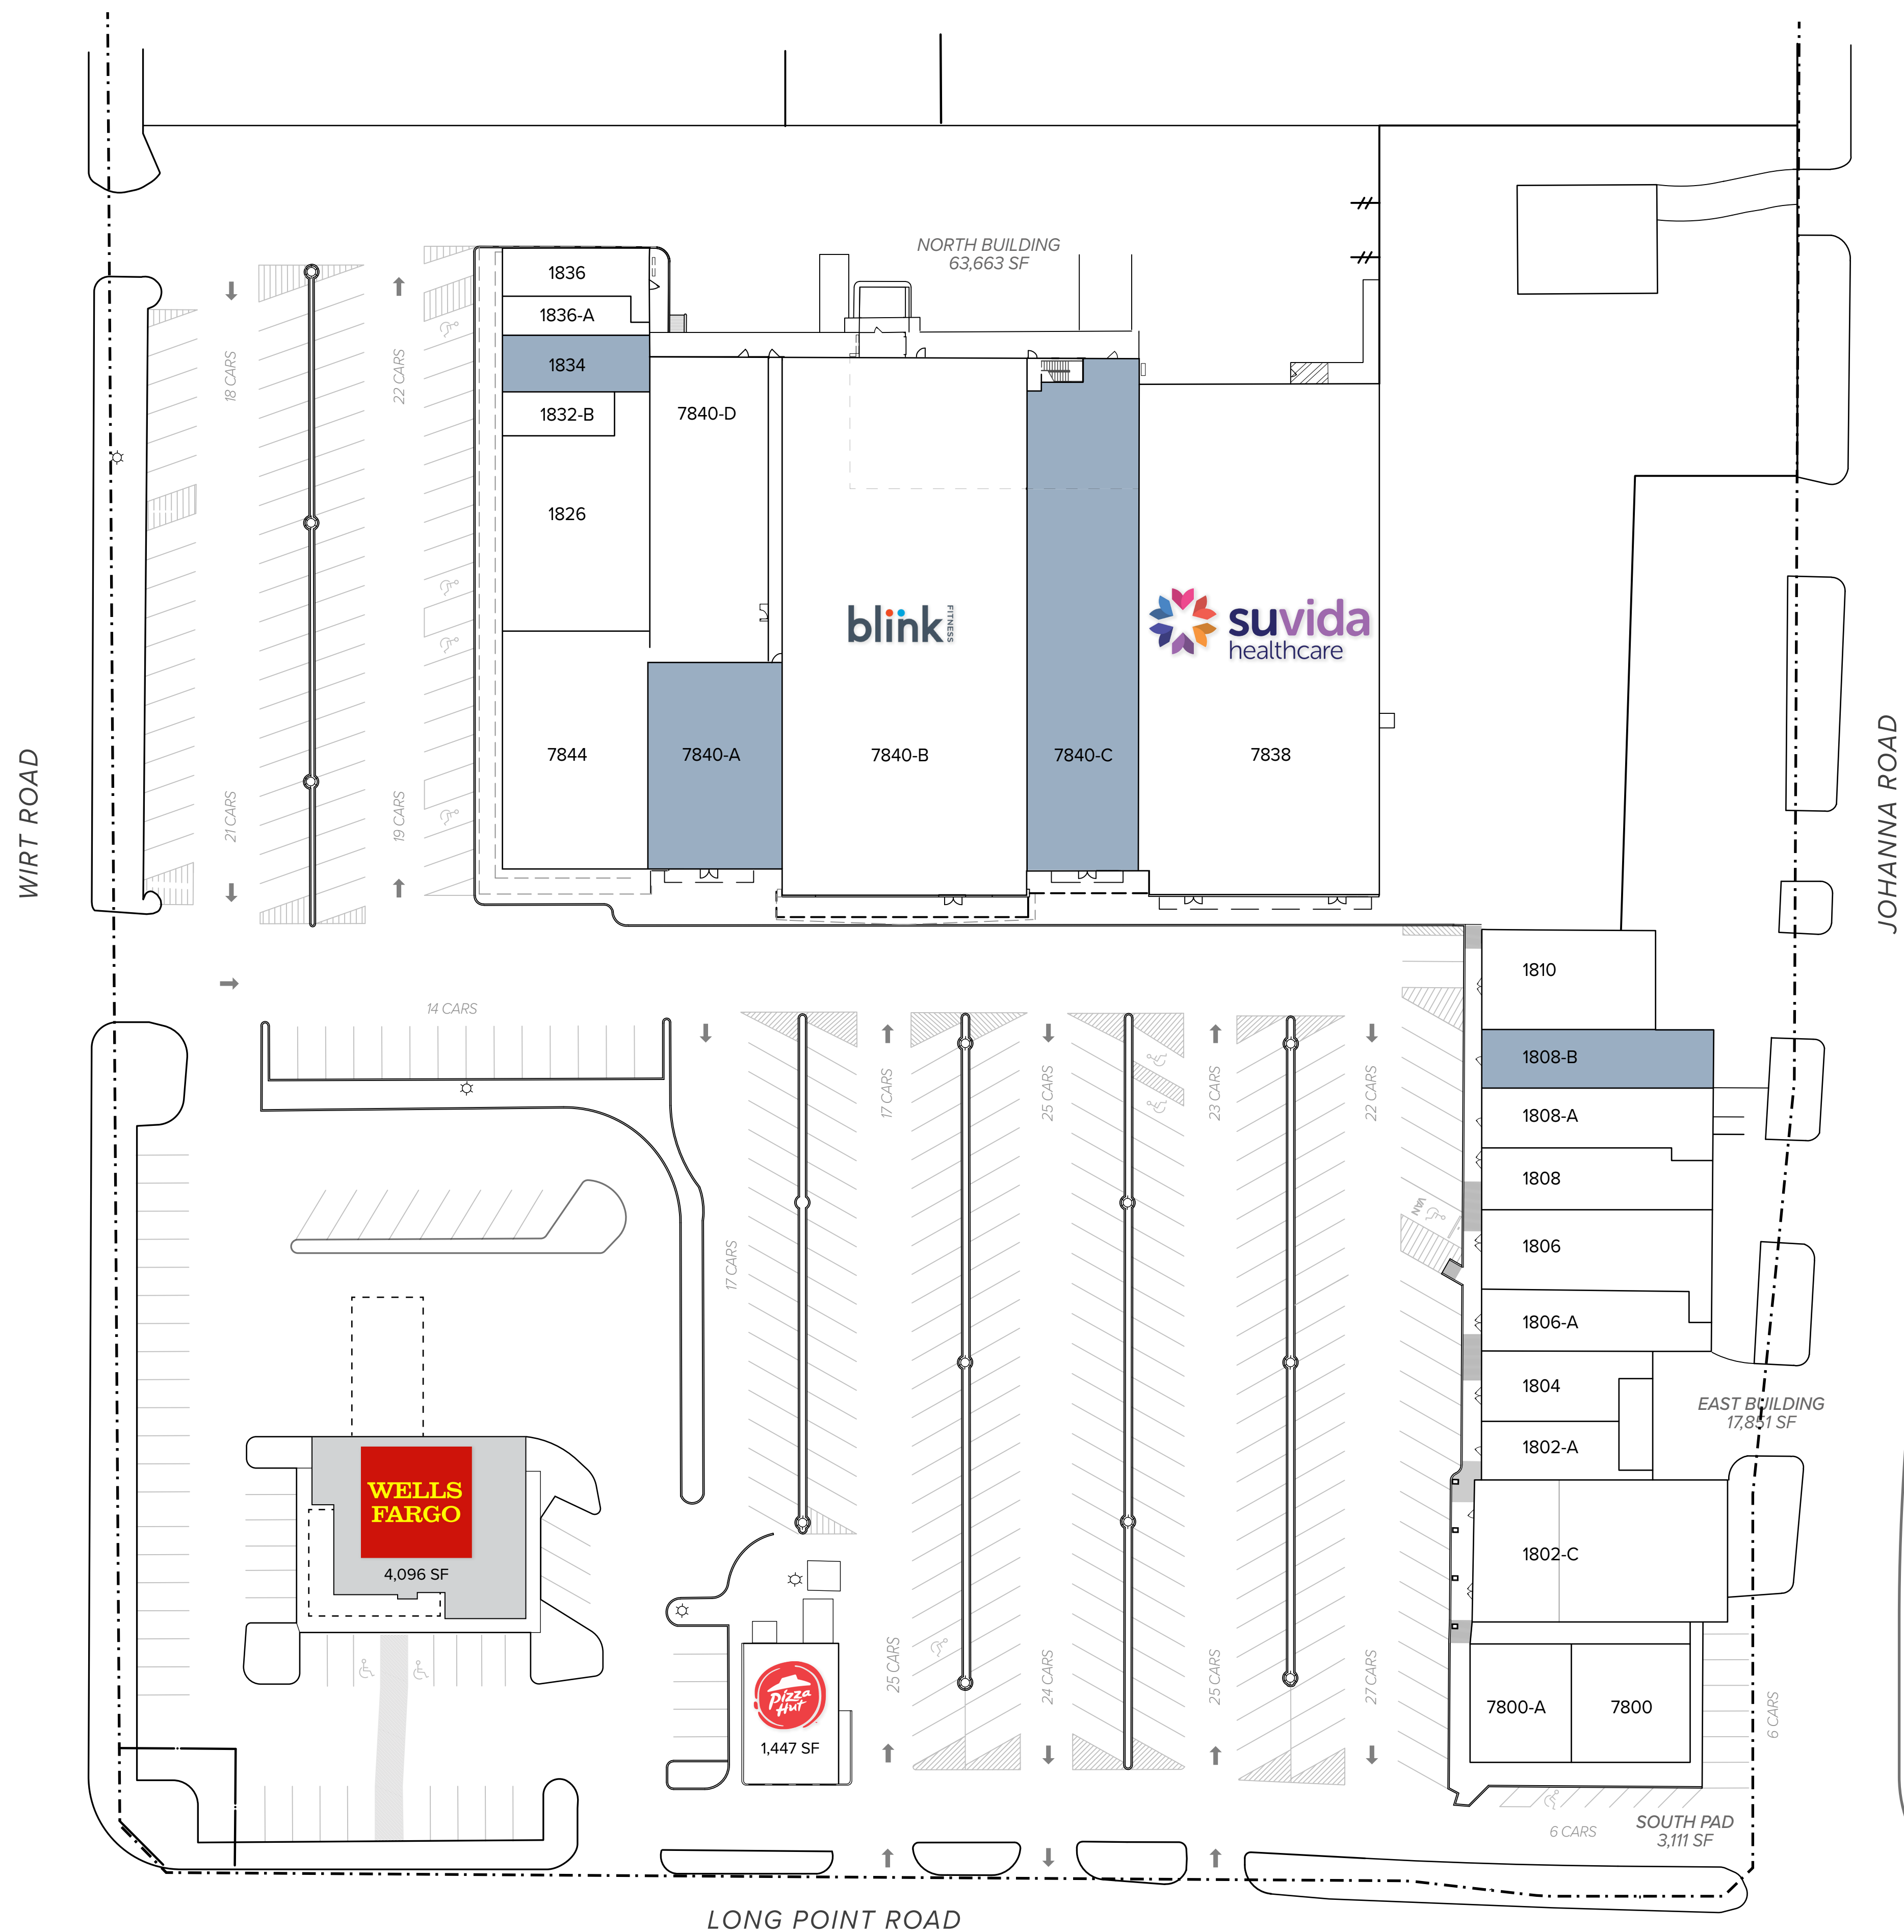 NORTH BUILDING
63,663 SF
1836
1836-A
1834
1832-B
7840-D
1826
18 CARS
22 CARS
blink
FITNESS
suvida
healthcare
7844
7840-A
7840-B
7840-C
7838
21 CARS
19 CARS
WIRT ROAD
JOHANNA ROAD
1810
14 CARS
1808-B
17 CARS
25 CARS
23 CARS
22 CARS
1808-A
1808
VAN
1806
17 CARS
1806-A
1804
EAST BUILDING
17,851 SF
1802-A
WELLS
FARGO
4,096 SF
1802-C
25 CARS
24 CARS
25 CARS
27 CARS
Pizza
Hut
1,447 SF
7800-A
7800
6 CARS
6 CARS
SOUTH PAD
3,111 SF
LONG POINT ROAD